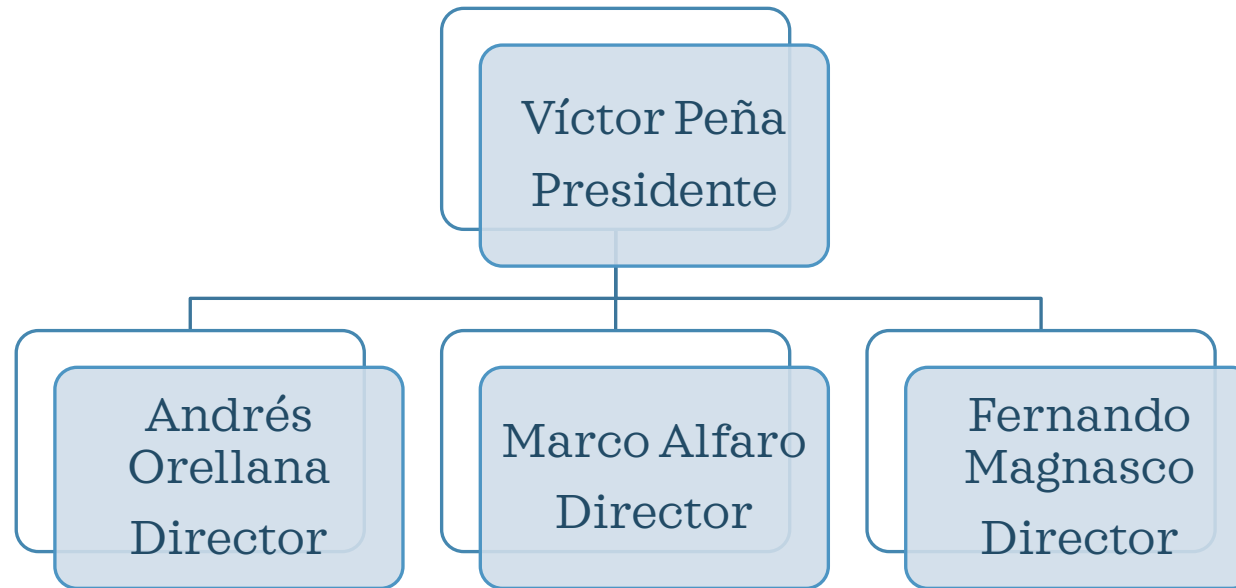 Víctor Peña
Presidente
Andrés
Orellana
Director
Marco Alfaro
Director
Fernando
Magnasco
Director